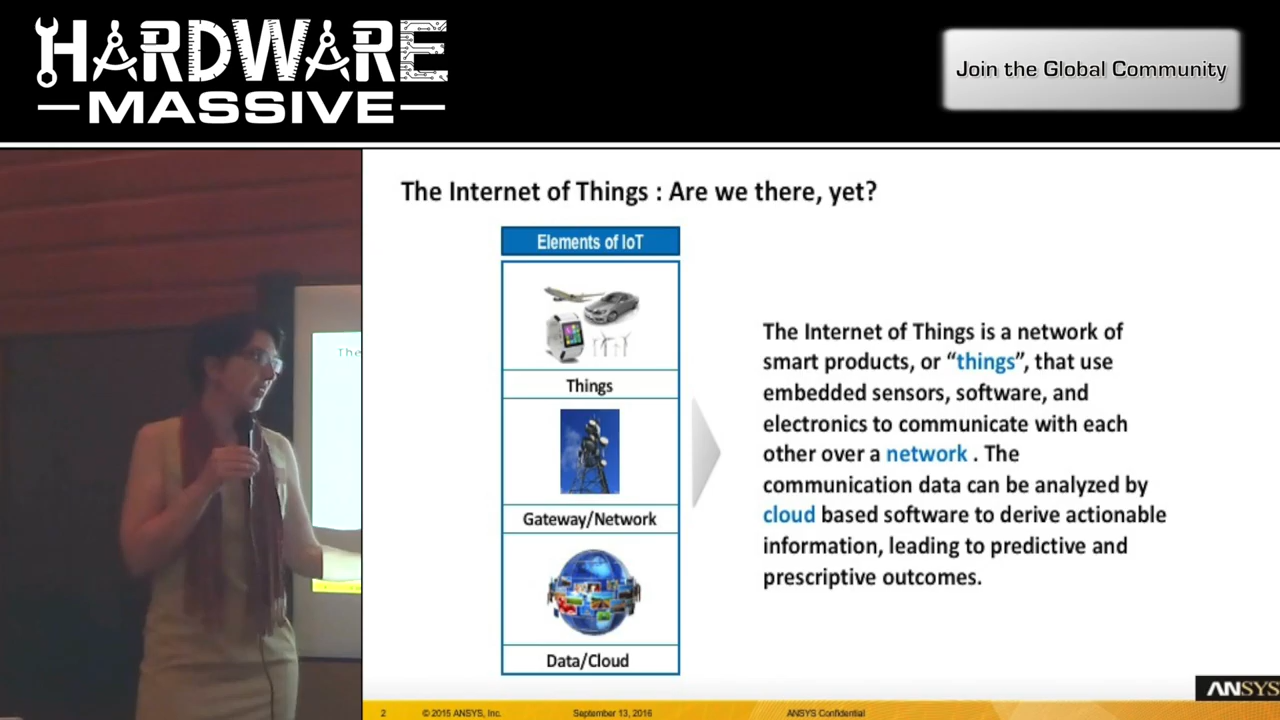 HARDWARE
MASSIVE
Join the Global Community
The Internet of Things : Are we there, yet?
Elements of IoT
Things
Gateway/Network
Data/Cloud
The Internet of Things is a network of
smart products, or “things”, that use
embedded sensors, software, and
electronics to communicate with each
other over a network . The
communication data can be analyzed by
cloud based software to derive actionable
information, leading to predictive and
prescriptive outcomes.
The
ANSYS
2 © 2015 ANSYS, Inc. September 13, 2016 ANSYS Confidential